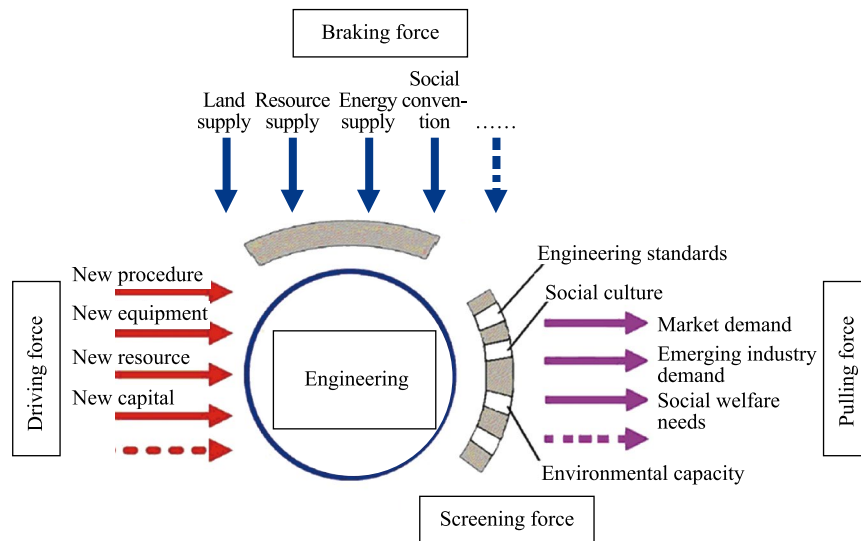 Braking force
Land
supply
Resource
supply
Energy
supply
Social
conven-
tion
......
Driving force
New procedure
New equipment
New resource
New capital
Engineering
Engineering standards
Social culture
Environmental capacity
Screening force
Market demand
Emerging industry
demand
Social welfare
needs
Pulling force